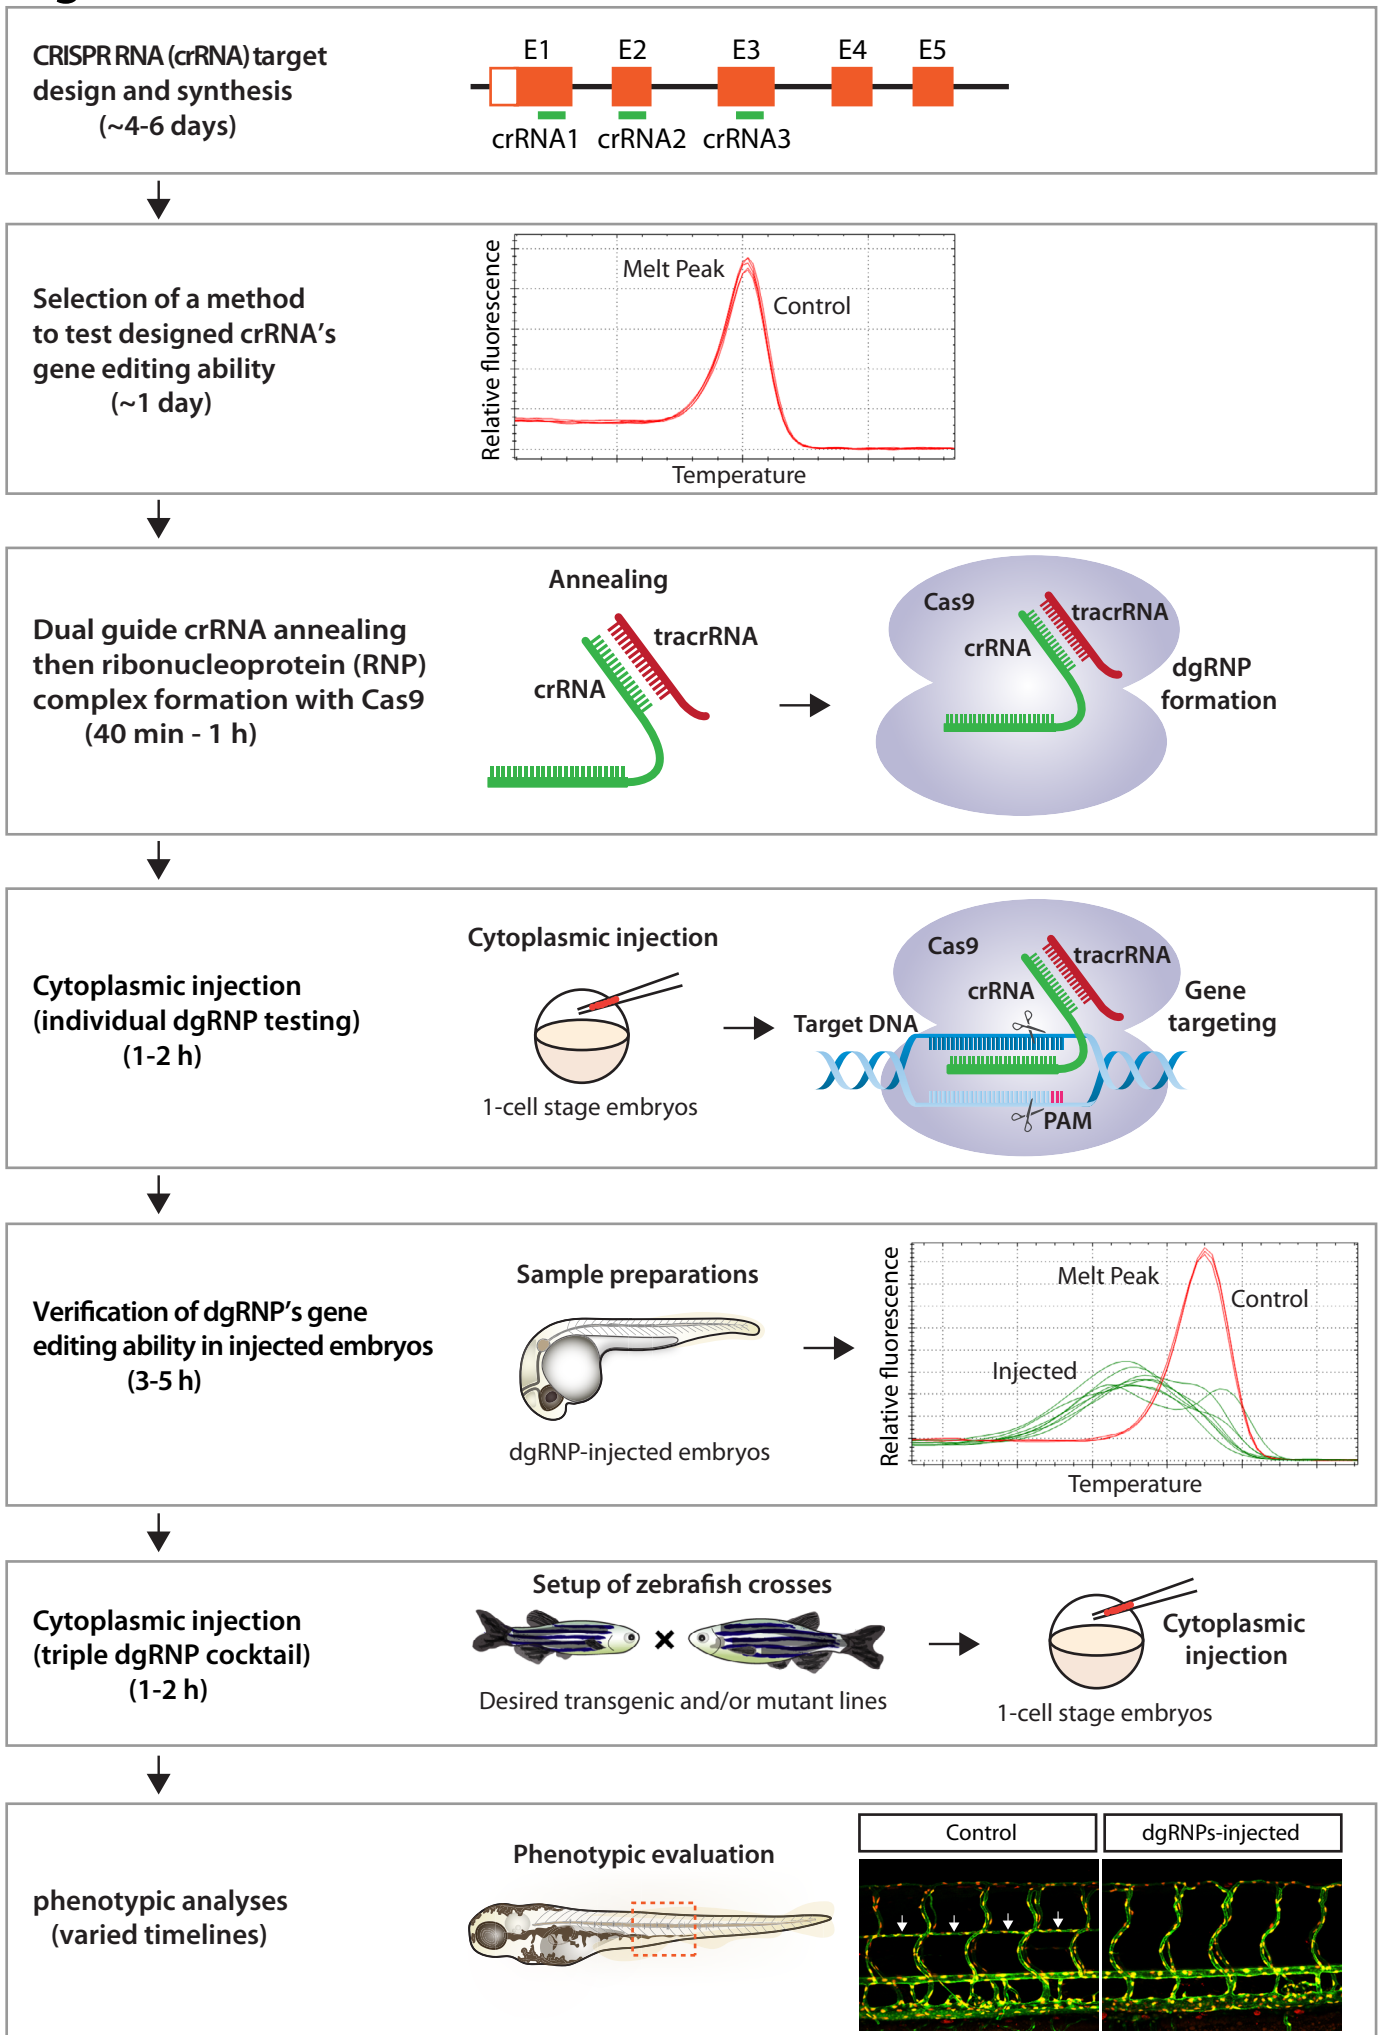 CRISPR RNA (crRNA) target
design and synthesis
(~4-6 days)
E1 E2 E3 E4 E5
crRNA1 crRNA2 crRNA3
Selection of a method
to test designed crRNA's
gene editing ability
(~1 day)
Relative fluorescence
Melt Peak
Control
Temperature
Dual guide crRNA annealing
then ribonucleoprotein (RNP)
complex formation with Cas9
(40 min - 1 h)
Annealing
tracrRNA
crRNA
Cas9
tracrRNA
crRNA
dgRNP
formation
Cytoplasmic injection
(individual dgRNP testing)
(1-2 h)
Cytoplasmic injection
1-cell stage embryos
Cas9
tracrRNA
crRNA
Target DNA
Gene
targeting
PAM
Verification of dgRNP's gene
editing ability in injected embryos
(3-5 h)
Sample preparations
dgRNP-injected embryos
Relative fluorescence
Melt Peak
Control
Injected
Temperature
Cytoplasmic injection
(triple dgRNP cocktail)
(1-2 h)
Setup of zebrafish crosses
×
Desired transgenic and/or mutant lines
Cytoplasmic
injection
1-cell stage embryos
phenotypic analyses
(varied timelines)
Phenotypic evaluation
Control
dgRNPs-injected